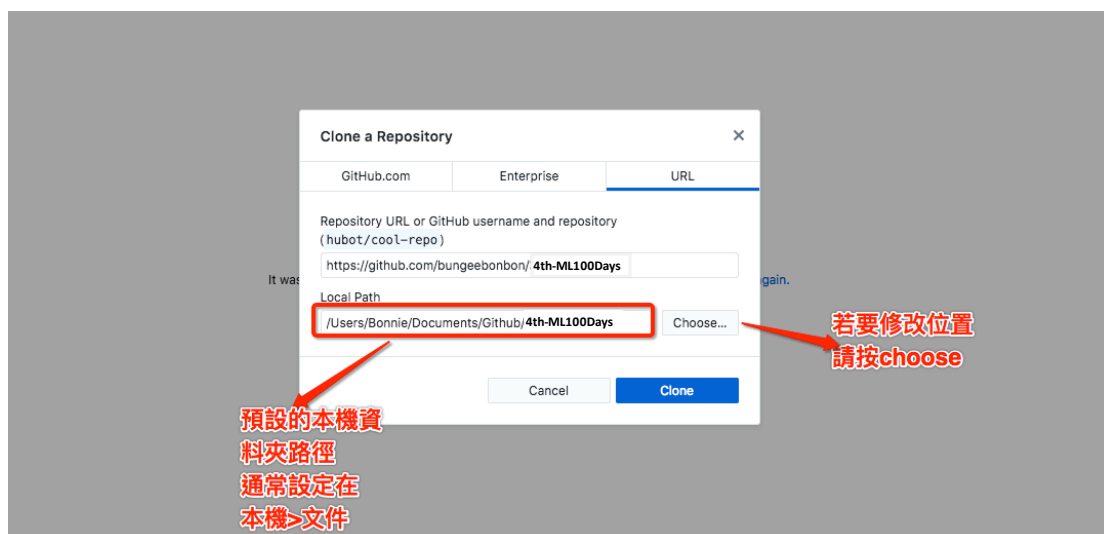 Clone a Repository
GitHub.com
Enterprise
URL
Repository URL or GitHub username and repository
(hubot/cool-repo)
https://github.com/bungeebonbon/ 4th-ML100Days
It was
gain.
Local Path
/Users/Bonnie/Documents/Github/ 4th-ML100Days
Choose...
若要修改位置
請按choose
Cancel
Clone
預設的本機資
料夾路徑
通常設定在
本機>文件